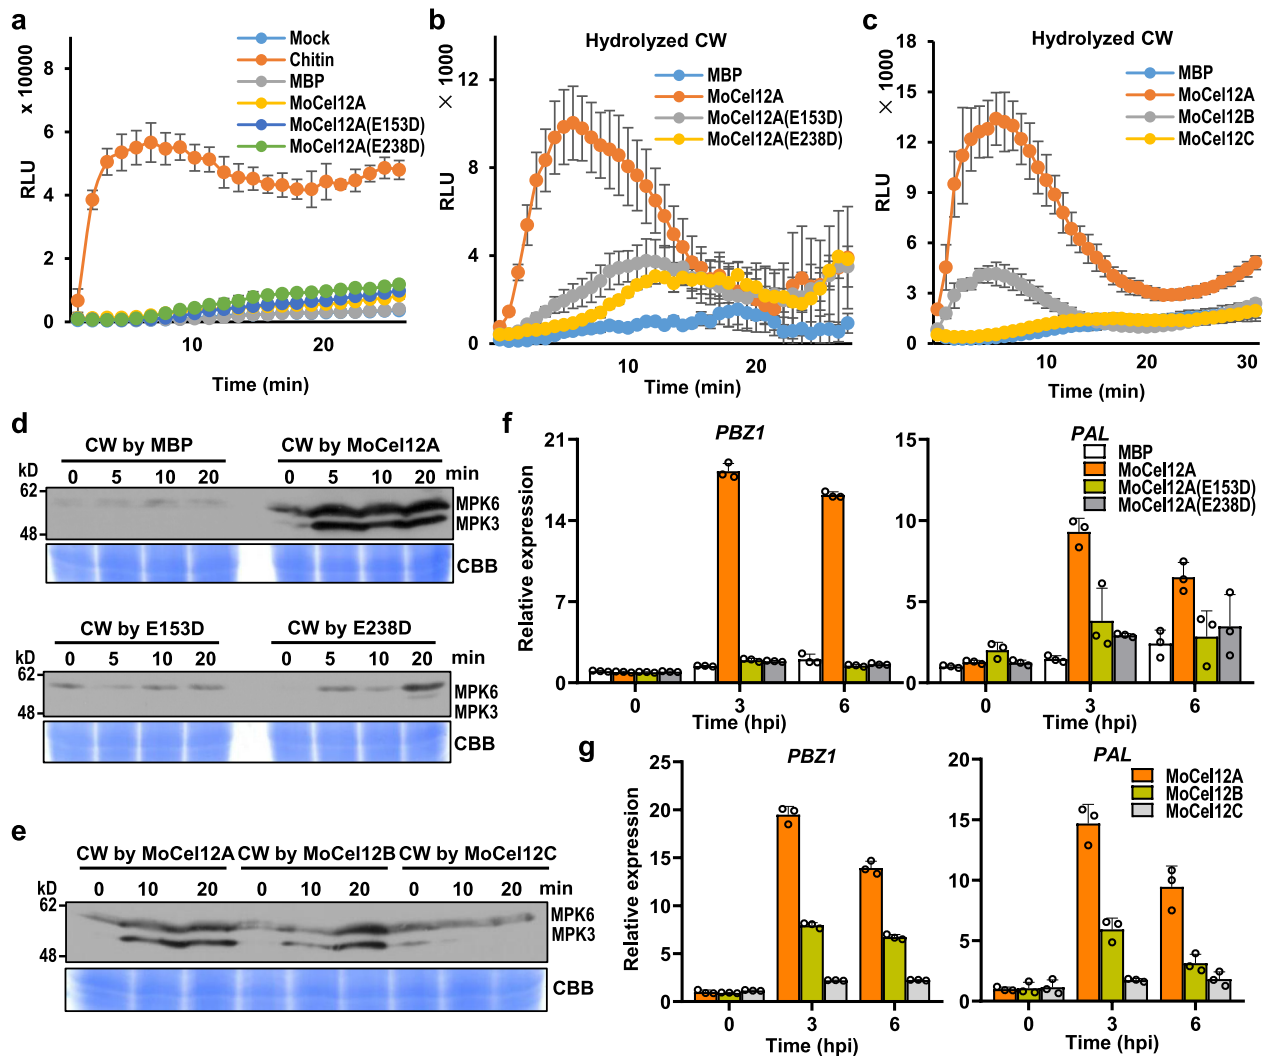 a
x 10000
RLU
8
6
4
2
0
10
20
Time (min)
Mock
Chitin
MBP
MoCel12A
MoCel12A(E153D)
MoCel12A(E238D)
b
Hydrolyzed CW
× 1000
RLU
12
8
4
0
10
20
Time (min)
MBP
MoCel12A
MoCel12A(E153D)
MoCel12A(E238D)
c
Hydrolyzed CW
× 1000
RLU
18
15
12
9
6
3
0
10
20
30
Time (min)
MBP
MoCel12A
MoCel12B
MoCel12C
d
CW by MBP
CW by MoCel12A
kD
0 5 10 20
0 5 10 20 min
62
48
MPK6
MPK3
CBB
CW by E153D
CW by E238D
kD
0 5 10 20
0 5 10 20 min
62
48
MPK6
MPK3
CBB
e
CW by MoCel12A CW by MoCel12B CW by MoCel12C
kD
0 10 20 0 10 20 0 10 20 min
62
48
MPK6
MPK3
CBB
f
PBZ1
Relative expression
21
14
7
0
0 3 6
Time (hpi)
PAL
15
10
5
0
0 3 6
Time (hpi)
MBP
MoCel12A
MoCel12A(E153D)
MoCel12A(E238D)
g
PBZ1
Relative expression
25
20
15
10
5
0
0 3 6
Time (hpi)
PAL
20
15
10
5
0
0 3 6
Time (hpi)
MoCel12A
MoCel12B
MoCel12C